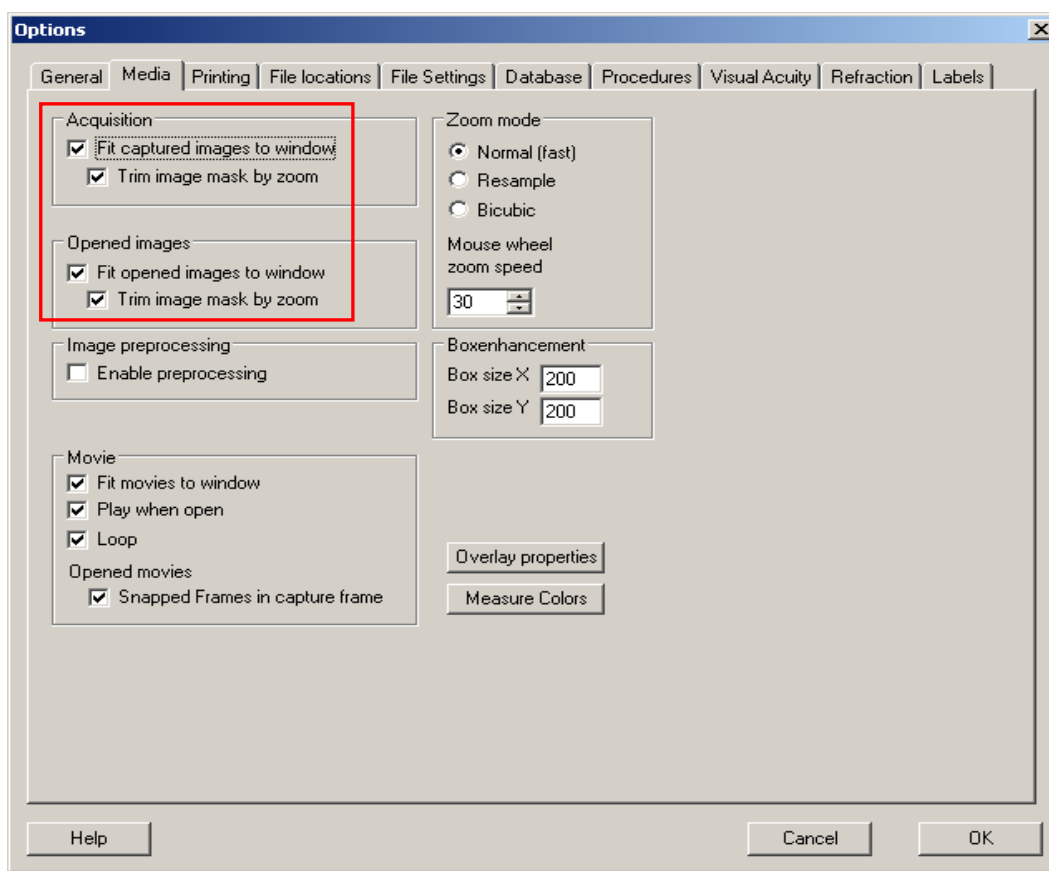 Options
General Media Printing File locations File Settings Database Procedures Visual Acuity Refraction Labels
Acquisition
Fit captured images to window
Trim image mask by zoom
Opened images
Fit opened images to window
Trim image mask by zoom
Image preprocessing
Enable preprocessing
Movie
Fit movies to window
Play when open
Loop
Opened movies
Snapped Frames in capture frame
Zoom mode
Normal (fast)
Resample
Bicubic
Mouse wheel
zoom speed
30
Boxenhancement
Box size X 200
Box size Y 200
Overlay properties
Measure Colors
Help Cancel OK